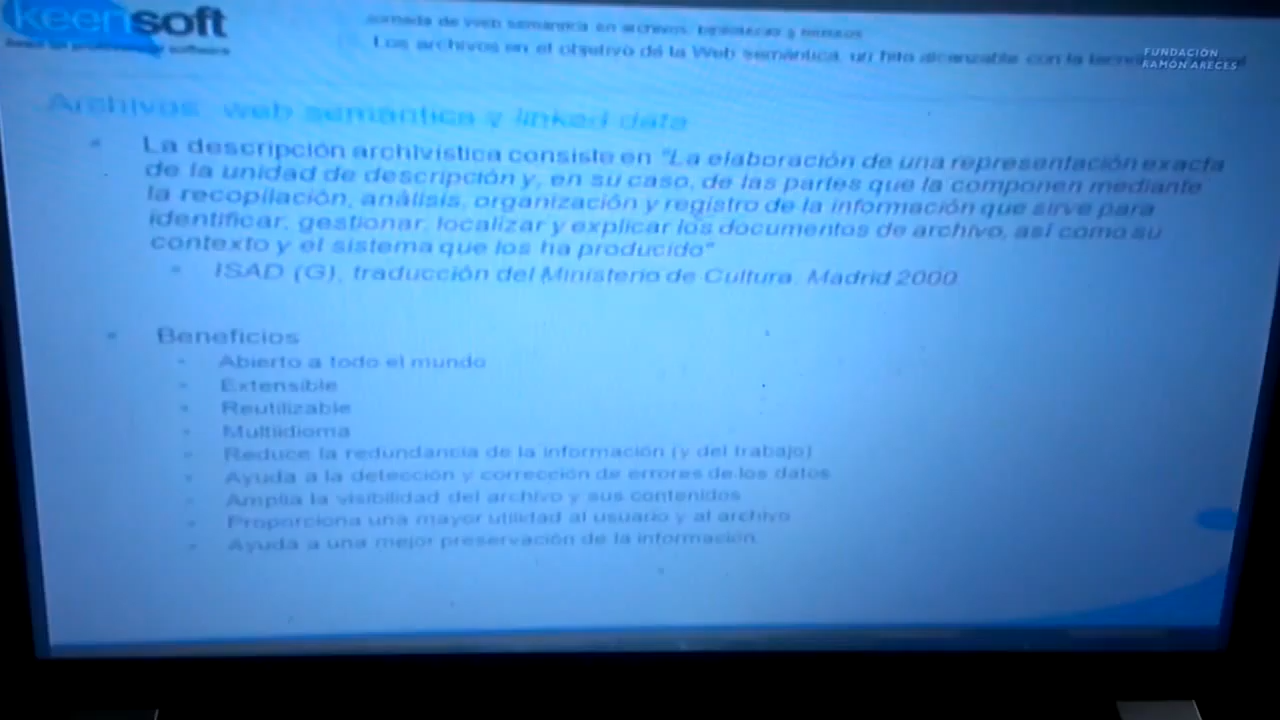 keensoft
Jornada de Web semántica en archivos, bibliotecas y museos
Los archivos en el objetivo de la Web semántica, un hito alcanzable con la
FUNDACIÓN
RAMÓN ARECES
Archivos, web semántica y linked data
La descripción archivística consiste en "La elaboración de una representación exacta
de la unidad de descripción y, en su caso, de las partes que la componen mediante
la recopilación, análisis, organización y registro de la información que sirve para
identificar, gestionar, localizar y explicar los documentos de archivo, así como su
contexto y el sistema que los ha producido"
ISAD (G), traducción del Ministerio de Cultura. Madrid 2000
Beneficios
Abierto a todo el mundo
Extensible
Reutilizable
Multiidioma
Reduce la redundancia de la información (y del trabajo)
Ayuda a la detección y corrección de errores de los datos
Amplia la visibilidad del archivo y sus contenidos
Proporciona una mayor utilidad al usuario y al archivo
Ayuda a una mejor preservación de la información